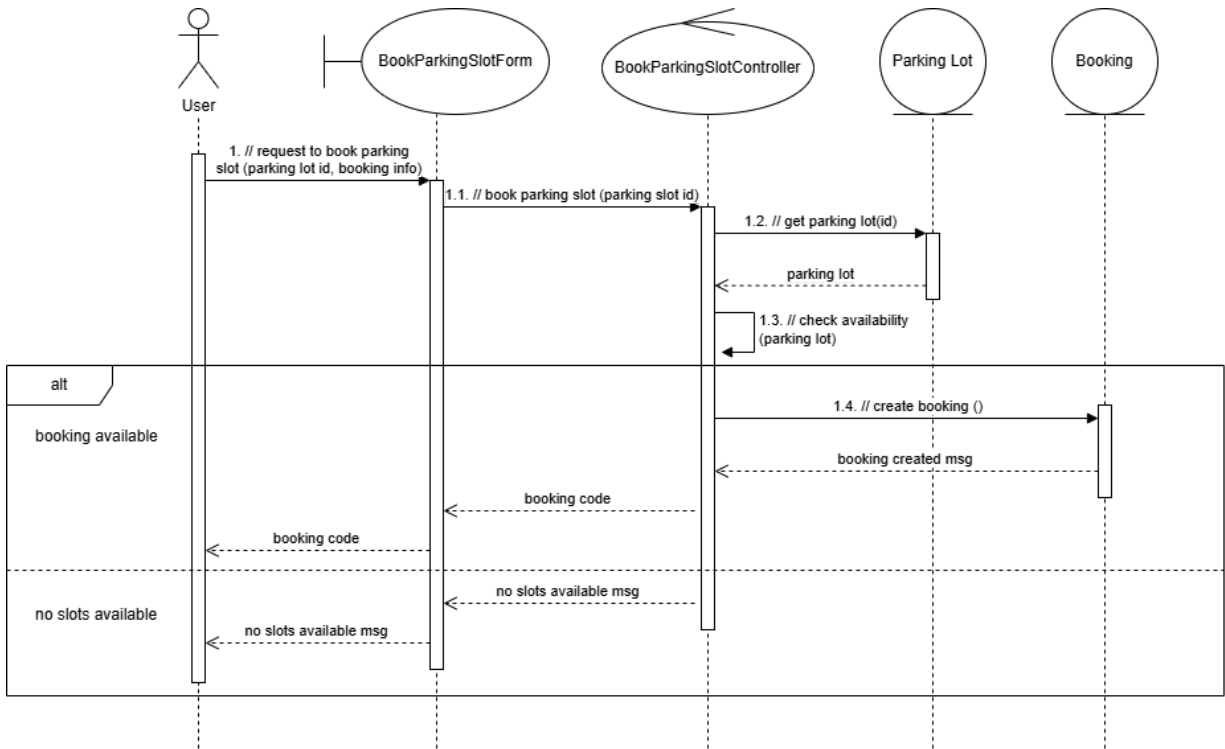 BookParkingSlotForm
BookParkingSlotController
Parking Lot
Booking
User
1. // request to book parking
slot (parking lot id, booking info)
1.1. // book parking slot (parking slot id)
1.2. // get parking lot(id)
parking lot
1.3. // check availability
(parking lot)
alt
1.4. // create booking ()
booking available
booking created msg
booking code
booking code
no slots available msg
no slots available
no slots available msg